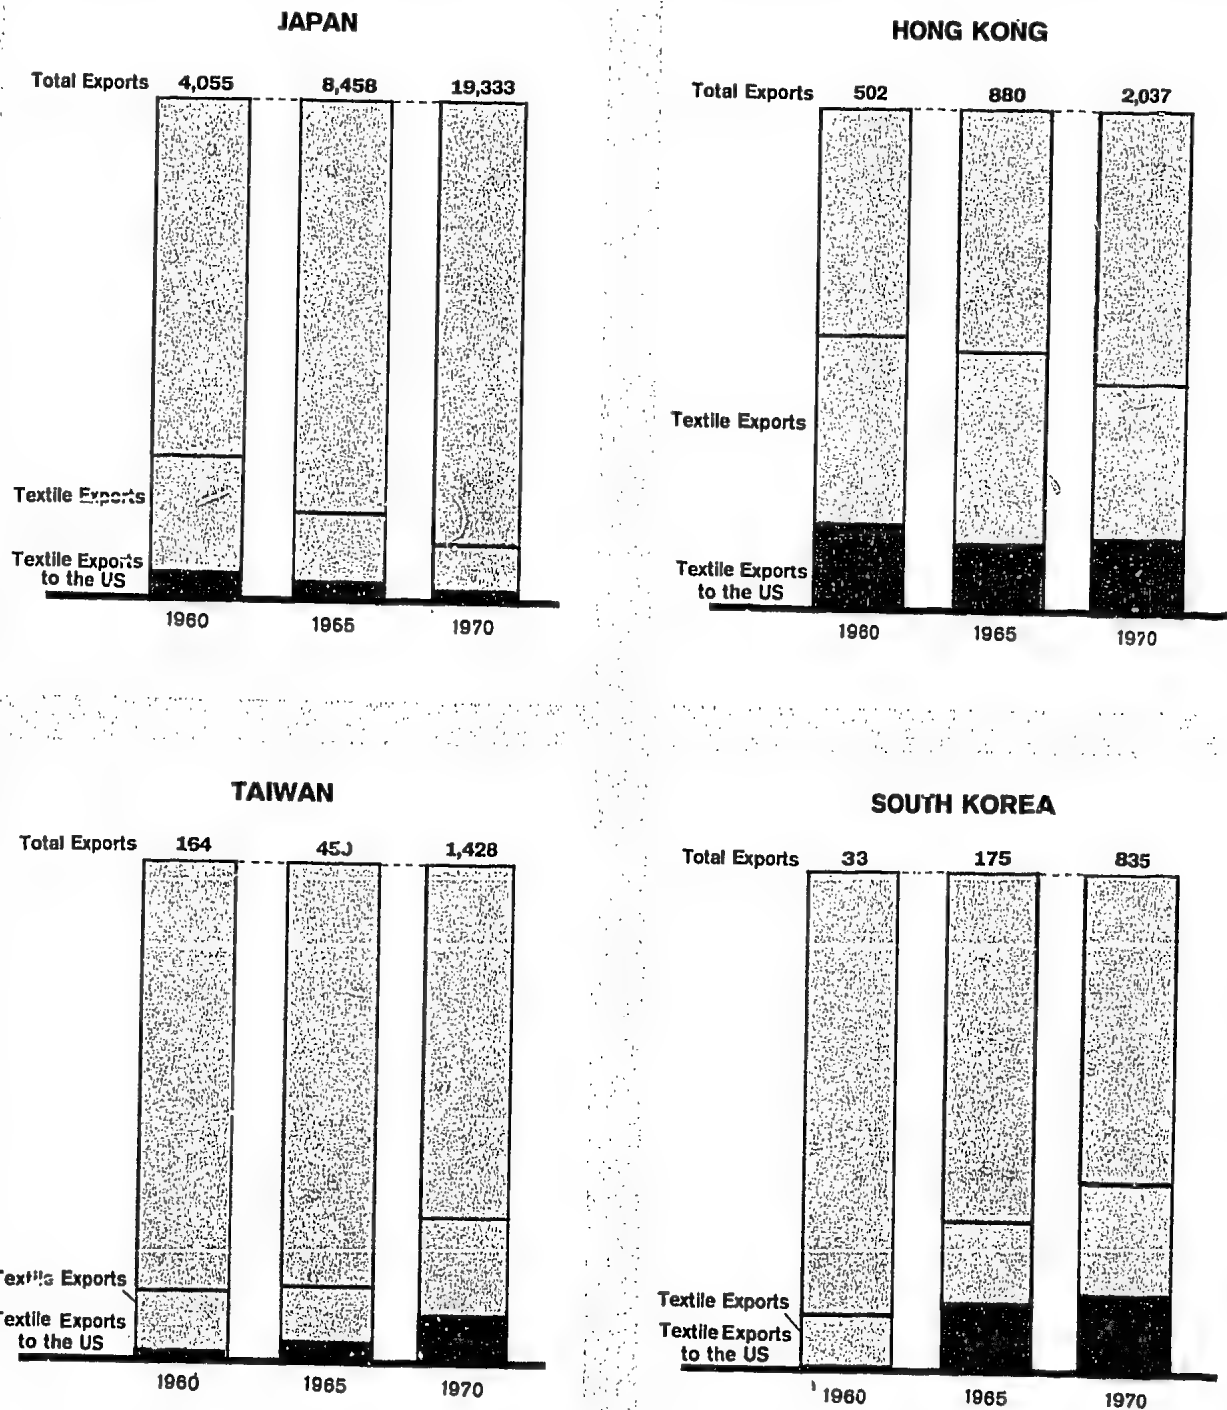 JAPAN
Total Exports 4,055 8,458 19,333
Textile Exports
Textile Exports
to the US
1960 1965 1970
HONG KONG
Total Exports 502 880 2,037
Textile Exports
Textile Exports
to the US
1960 1965 1970
TAIWAN
Total Exports 164 1,428
Textile Exports
Textile Exports
to the US
1960 1965 1970
SOUTH KOREA
Total Exports 33 175 835
Textile Exports
Textile Exports
to the US
1960 1965 1970